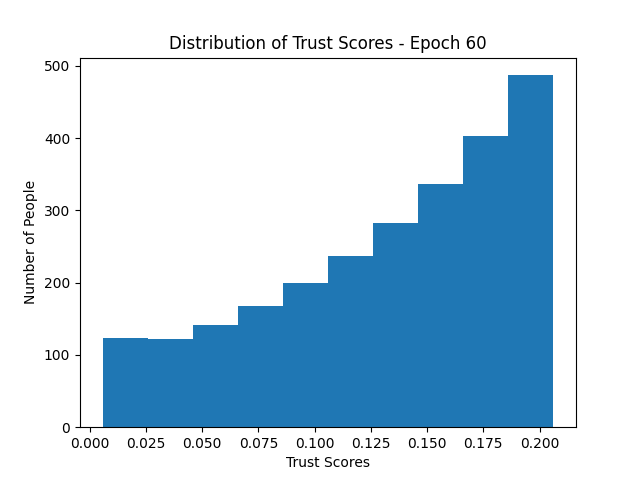 Distribution of Trust Scores - Epoch 60
500
400
300
200
100
0
Number of People
0.000 0.025 0.050 0.075 0.100 0.125 0.150 0.175 0.200
Trust Scores